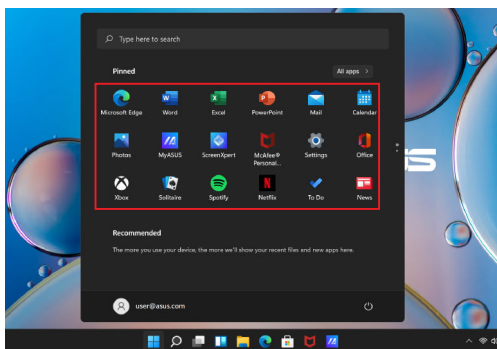 Type here to search
Pinned
All apps >
Microsoft Edge Word Excel PowerPoint Mail Calendar
Photos MyASUS ScreenXpert McAfee® Personal... Settings Office
Xbox Solitaire Spotify Netflix To Do News
Recommended
The more you use your device, the more we'll show your recent files and new apps here.
user@asus.com